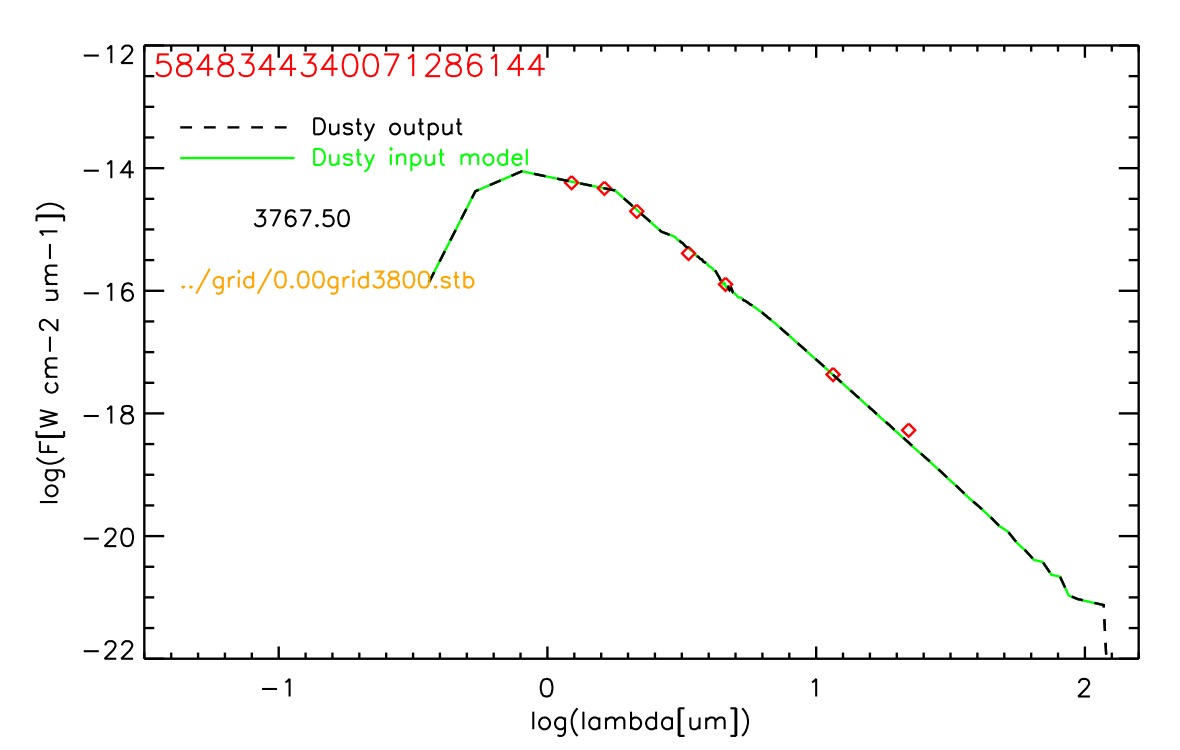 5848344340071286144
Dusty output
Dusty input model
3767.50
../grid/0.00grid3800.stb
log(F[W cm-2 um-1])
-12
-14
-16
-18
-20
-22
-1
0
1
2
log(lambda[um])